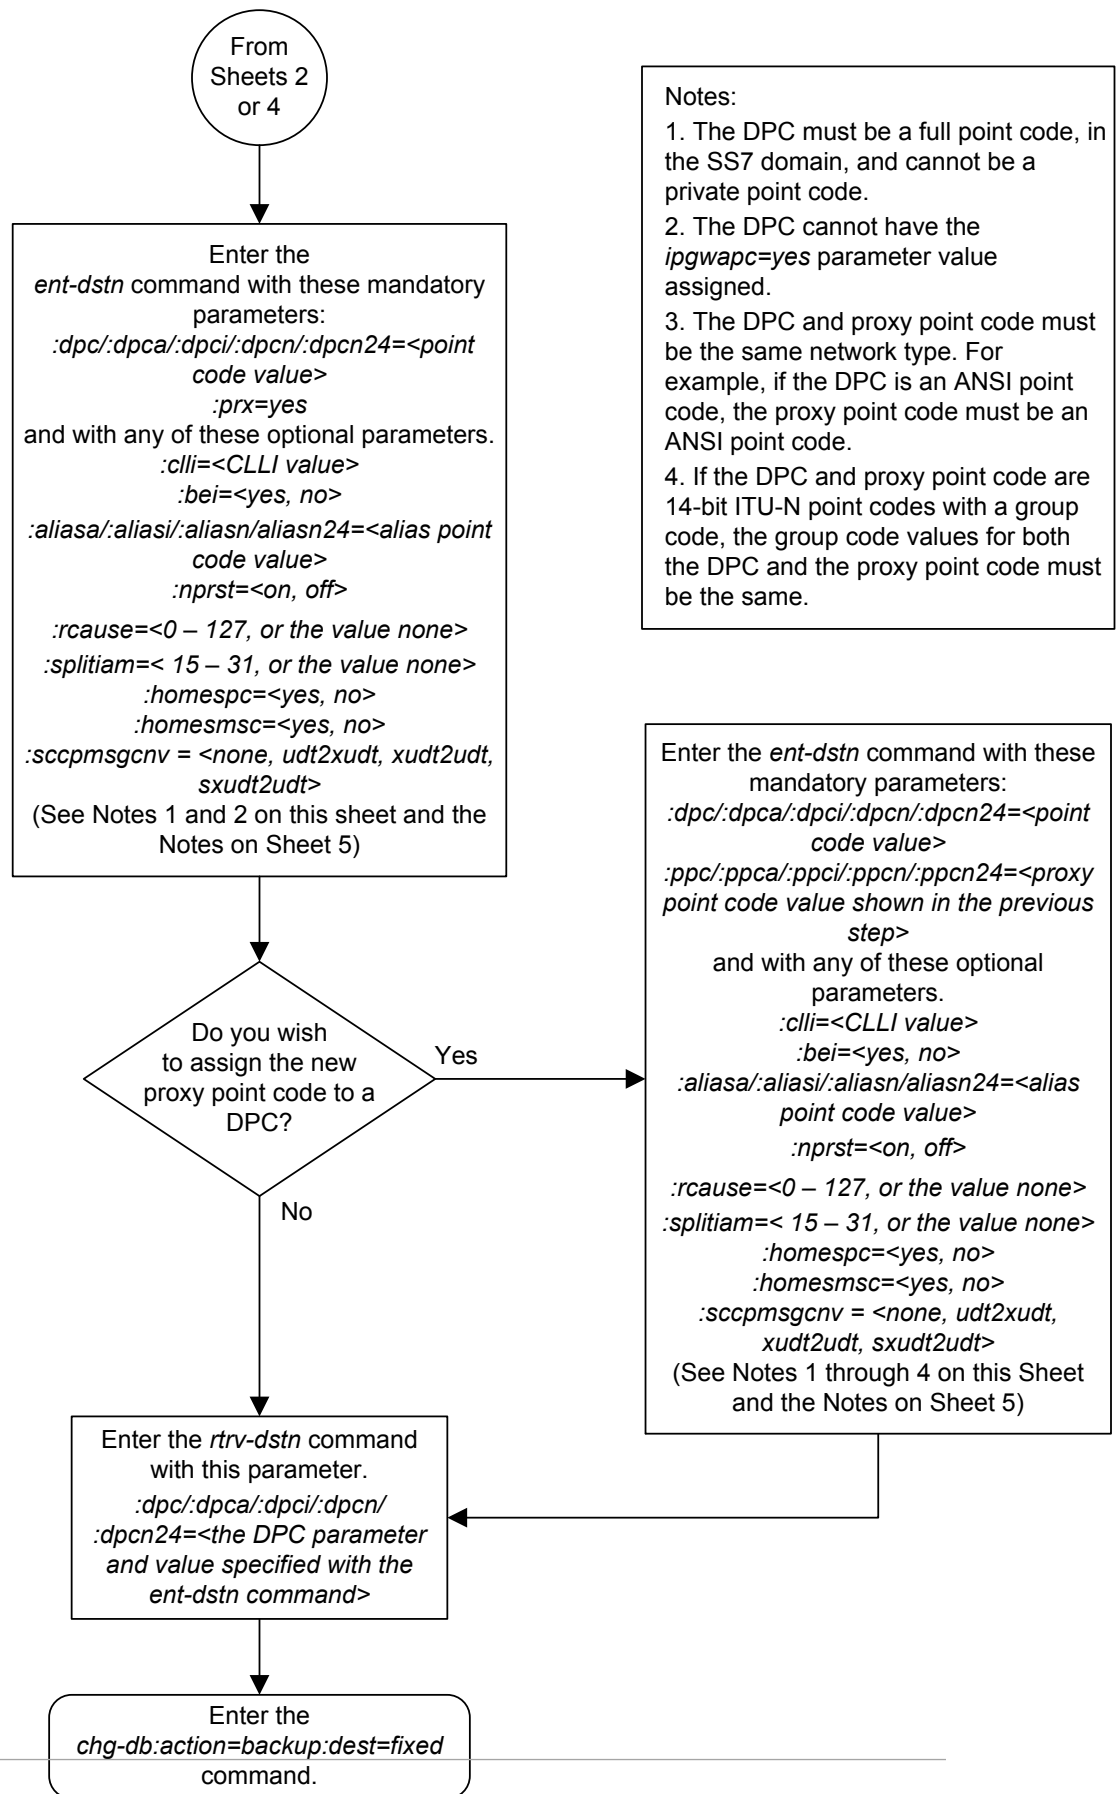 From
Sheets 2
or 4
Notes:
1. The DPC must be a full point code, in
the SS7 domain, and cannot be a
private point code.
2. The DPC cannot have the
ipgwapc=yes parameter value
assigned.
3. The DPC and proxy point code must
be the same network type. For
example, if the DPC is an ANSI point
code, the proxy point code must be an
ANSI point code.
4. If the DPC and proxy point code are
14-bit ITU-N point codes with a group
code, the group code values for both
the DPC and the proxy point code must
be the same.
Enter the
ent-dstn command with these mandatory
parameters:
:dpc/:dpca/:dpci/:dpcn/:dpcn24=<point
code value>
:prx=yes
and with any of these optional parameters.
:clli=<CLLI value>
:bei=<yes, no>
:aliasa/:aliasi/:aliasn/aliasn24=<alias point
code value>
:nprst=<on, off>
:rcause=<0 – 127, or the value none>
:splitiam=< 15 – 31, or the value none>
:homespc=<yes, no>
:homesmsc=<yes, no>
:sccpmsgcnv = <none, udt2xudt, xudt2udt,
sxudt2udt>
(See Notes 1 and 2 on this sheet and the
Notes on Sheet 5)
Do you wish
to assign the new
proxy point code to a
DPC?
Yes
No
Enter the ent-dstn command with these
mandatory parameters:
:dpc/:dpca/:dpci/:dpcn/:dpcn24=<point
code value>
:ppc/:ppca/:ppci/:ppcn/:ppcn24=<proxy
point code value shown in the previous
step>
and with any of these optional
parameters.
:clli=<CLLI value>
:bei=<yes, no>
:aliasa/:aliasi/:aliasn/aliasn24=<alias
point code value>
:nprst=<on, off>
:rcause=<0 – 127, or the value none>
:splitiam=< 15 – 31, or the value none>
:homespc=<yes, no>
:homesmsc=<yes, no>
:sccpmsgcnv = <none, udt2xudt,
xudt2udt, sxudt2udt>
(See Notes 1 through 4 on this Sheet
and the Notes on Sheet 5)
Enter the rtrv-dstn command
with this parameter.
:dpc/:dpca/:dpci/:dpcn/
:dpcn24=<the DPC parameter
and value specified with the
ent-dstn command>
Enter the
chg-db:action=backup:dest=fixed
command.